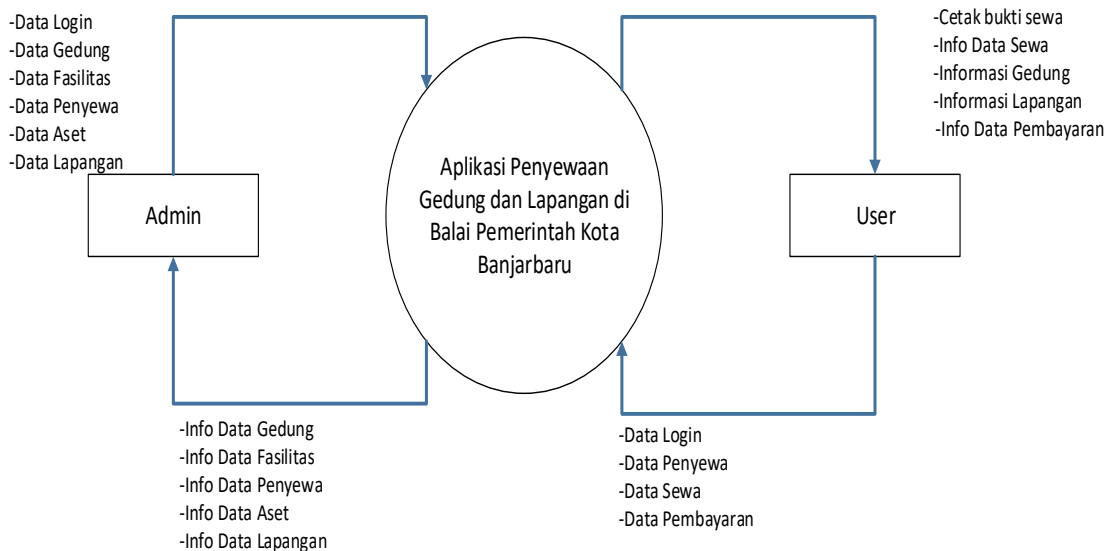 -Data Login
-Data Gedung
-Data Fasilitas
-Data Penyewa
-Data Aset
-Data Lapangan
Admin
Aplikasi Penyewaan
Gedung dan Lapangan di
Balai Pemerintah Kota
Banjarbaru
-Cetak bukti sewa
-Info Data Sewa
-Informasi Gedung
-Informasi Lapangan
-Info Data Pembayaran
User
-Info Data Gedung
-Info Data Fasilitas
-Info Data Penyewa
-Info Data Aset
-Info Data Lapangan
-Data Login
-Data Penyewa
-Data Sewa
-Data Pembayaran